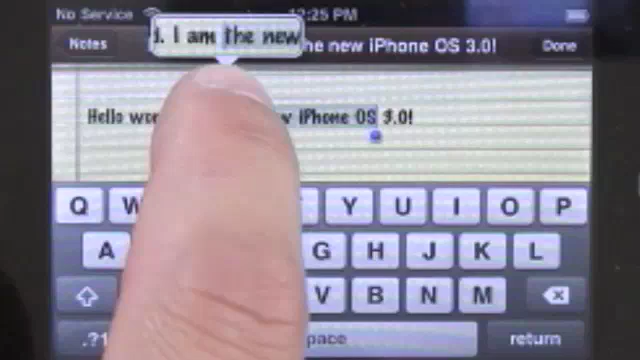 No Service 12:25 PM
d. I am the new
Notes he new iPhone OS 3.0! Done
Hello wor w iPhone OS 3.0!
Q W Y U I O P
A G H J K L
V B N M
.?1 pace return